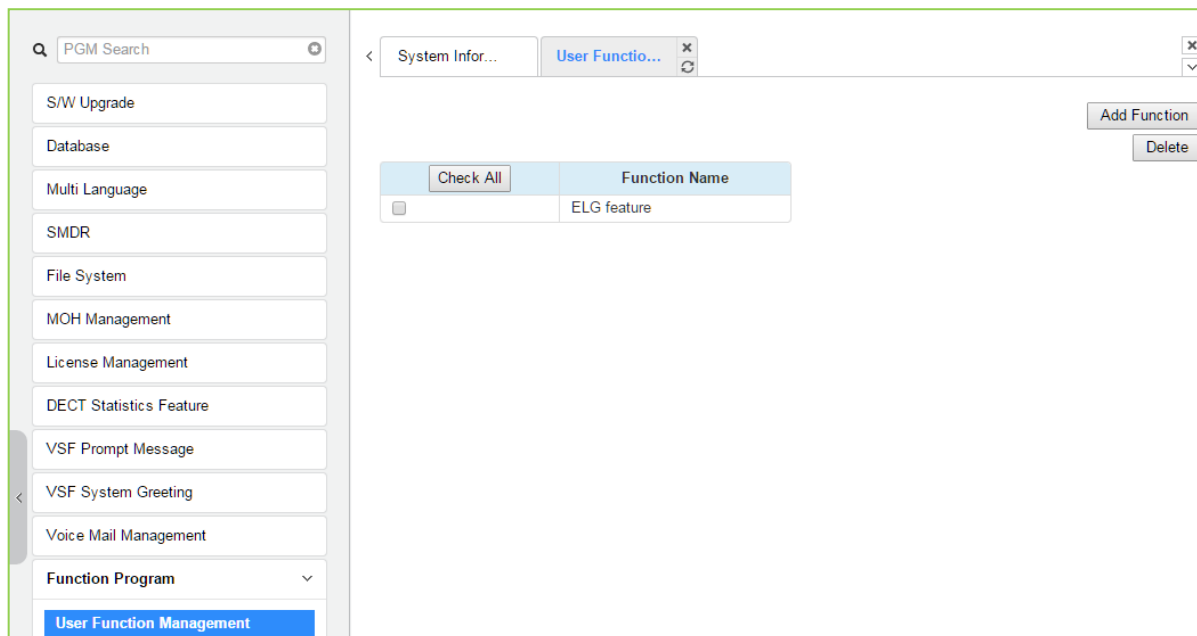 PGM Search
S/W Upgrade
Database
Multi Language
SMDR
File System
MOH Management
License Management
DECT Statistics Feature
VSF Prompt Message
VSF System Greeting
Voice Mail Management
Function Program
User Function Management
System Infor...
User Functio...
Add Function
Delete
Check All
Function Name
ELG feature